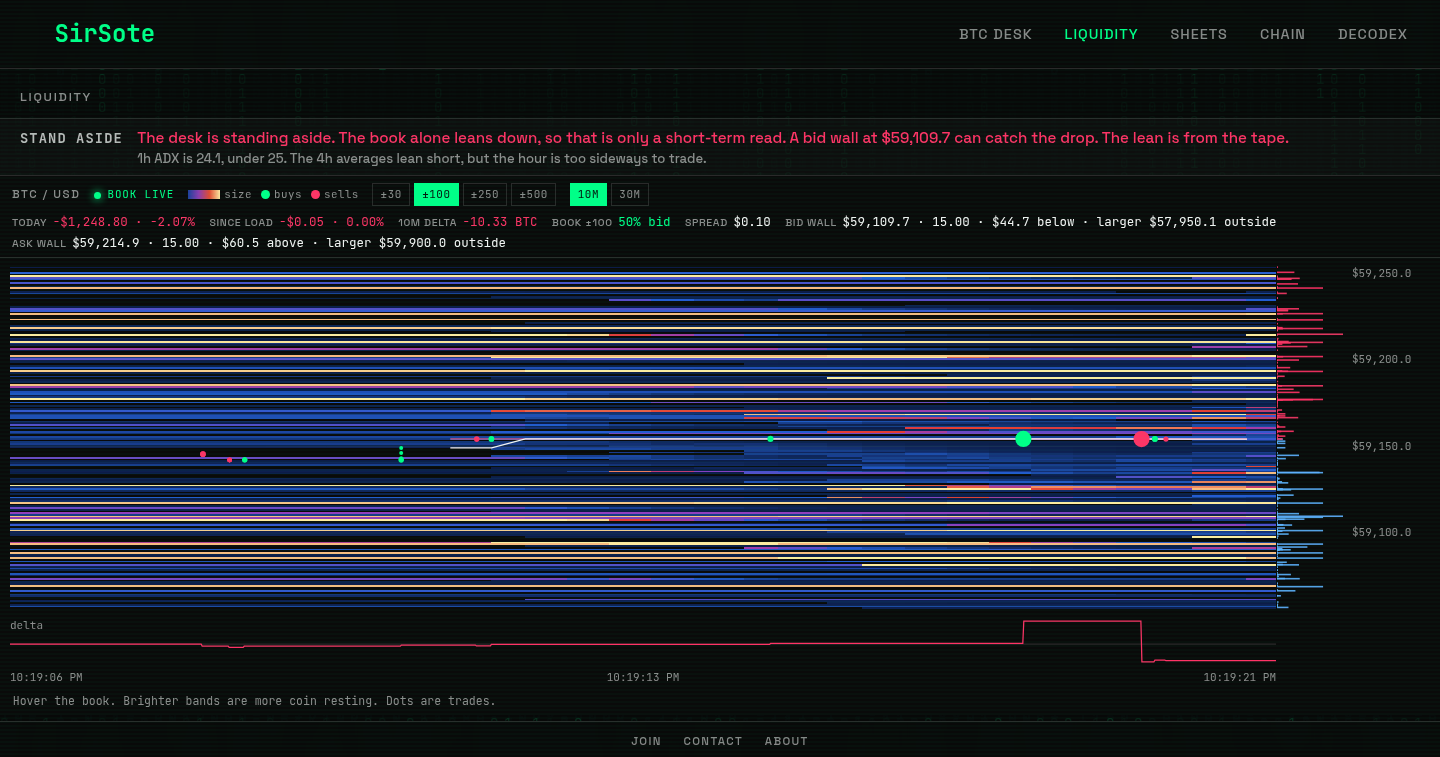 SirSote
BTC DESK LIQUIDITY SHEETS CHAIN DECODEX
LIQUIDITY
STAND ASIDE The desk is standing aside. The book alone leans down, so that is only a short-term read. A bid wall at $59,109.7 can catch the drop. The lean is from the tape.
1h ADX is 24.1, under 25. The 4h averages lean short, but the hour is too sideways to trade.
BTC / USD BOOK LIVE size buys sells ±30 ±100 ±250 ±500 10M 30M
TODAY -$1,248.80 · -2.07% SINCE LOAD -$0.05 · 0.00% 10M DELTA -10.33 BTC BOOK ±100 50% bid SPREAD $0.10 BID WALL $59,109.7 · 15.00 · $44.7 below · larger $57,950.1 outside
ASK WALL $59,214.9 · 15.00 · $60.5 above · larger $59,900.0 outside
$59,250.0
$59,200.0
$59,150.0
$59,100.0
delta
10:19:06 PM 10:19:13 PM 10:19:21 PM
Hover the book. Brighter bands are more coin resting. Dots are trades.
JOIN CONTACT ABOUT